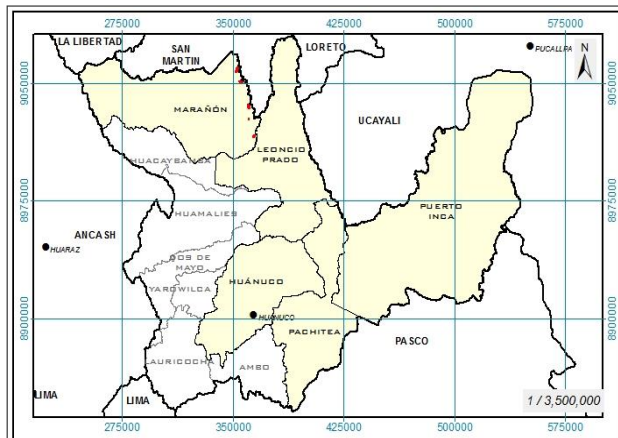 275000 350000 425000 500000 575000
LA LIBERTAD
SAN
MARTIN
LORETO
PUCALLPA
N
9050000
9050000
MARAÑÓN
UCAYALI
LEONCIO
PRADO
HUACAYBAMBA
8975000
8975000
HUAMALIES
PUERTO
INCA
ANCASH
HUARAZ
DOS DE
MAYO
YAROWILCA
HUÁNUCO
8900000
8900000
HUÁNUCO
PACHITEA
PASCO
LAURICOCHA
AMBO
LIMA
LIMA
1 / 3,500,000
275000 350000 425000 500000 575000